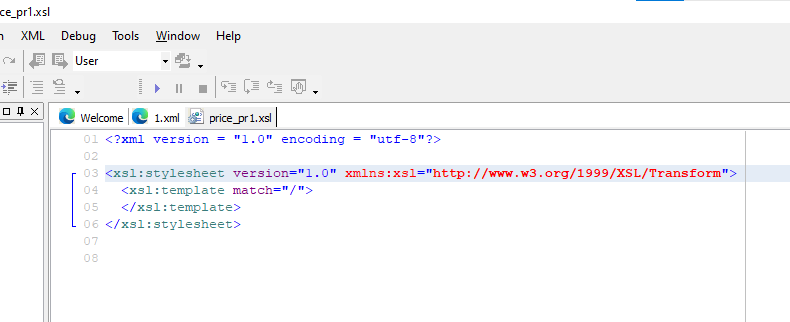 ce_pr1.xsl
n XML Debug Tools Window Help
User
Welcome 1.xml price_pr1.xsl
01 <?xml version = "1.0" encoding = "utf-8"?>
02
03 <xsl:stylesheet version="1.0" xmlns:xsl="http://www.w3.org/1999/XSL/Transform">
04 <xsl:template match="/">
05 </xsl:template>
06 </xsl:stylesheet>
07
08